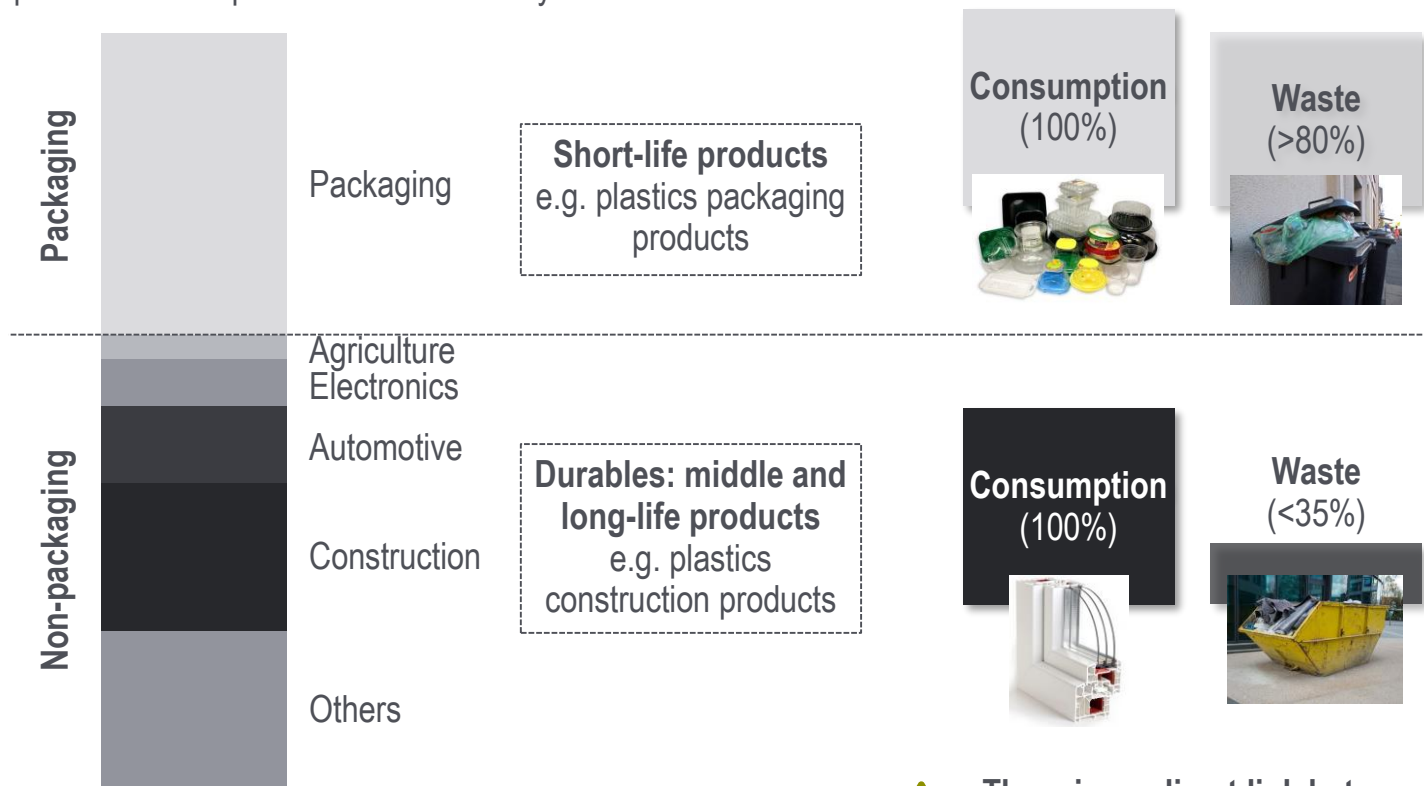 Packaging
Packaging
Short-life products
e.g. plastics packaging
products
Consumption
(100%)
Waste
(>80%)
Non-packaging
Agriculture
Electronics
Automotive
Construction
Others
Durables: middle and
long-life products
e.g. plastics
construction products
Consumption
(100%)
Waste
(<35%)